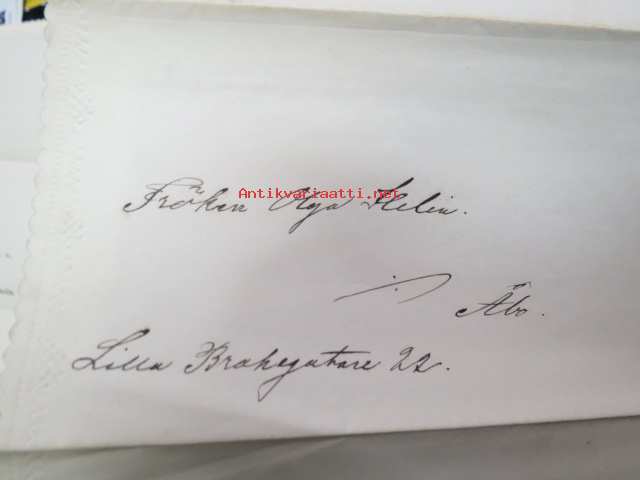 Antikvariaatti.net
Fröken Olga Helin.
Åbo.
Lilla Brahegatan 22.